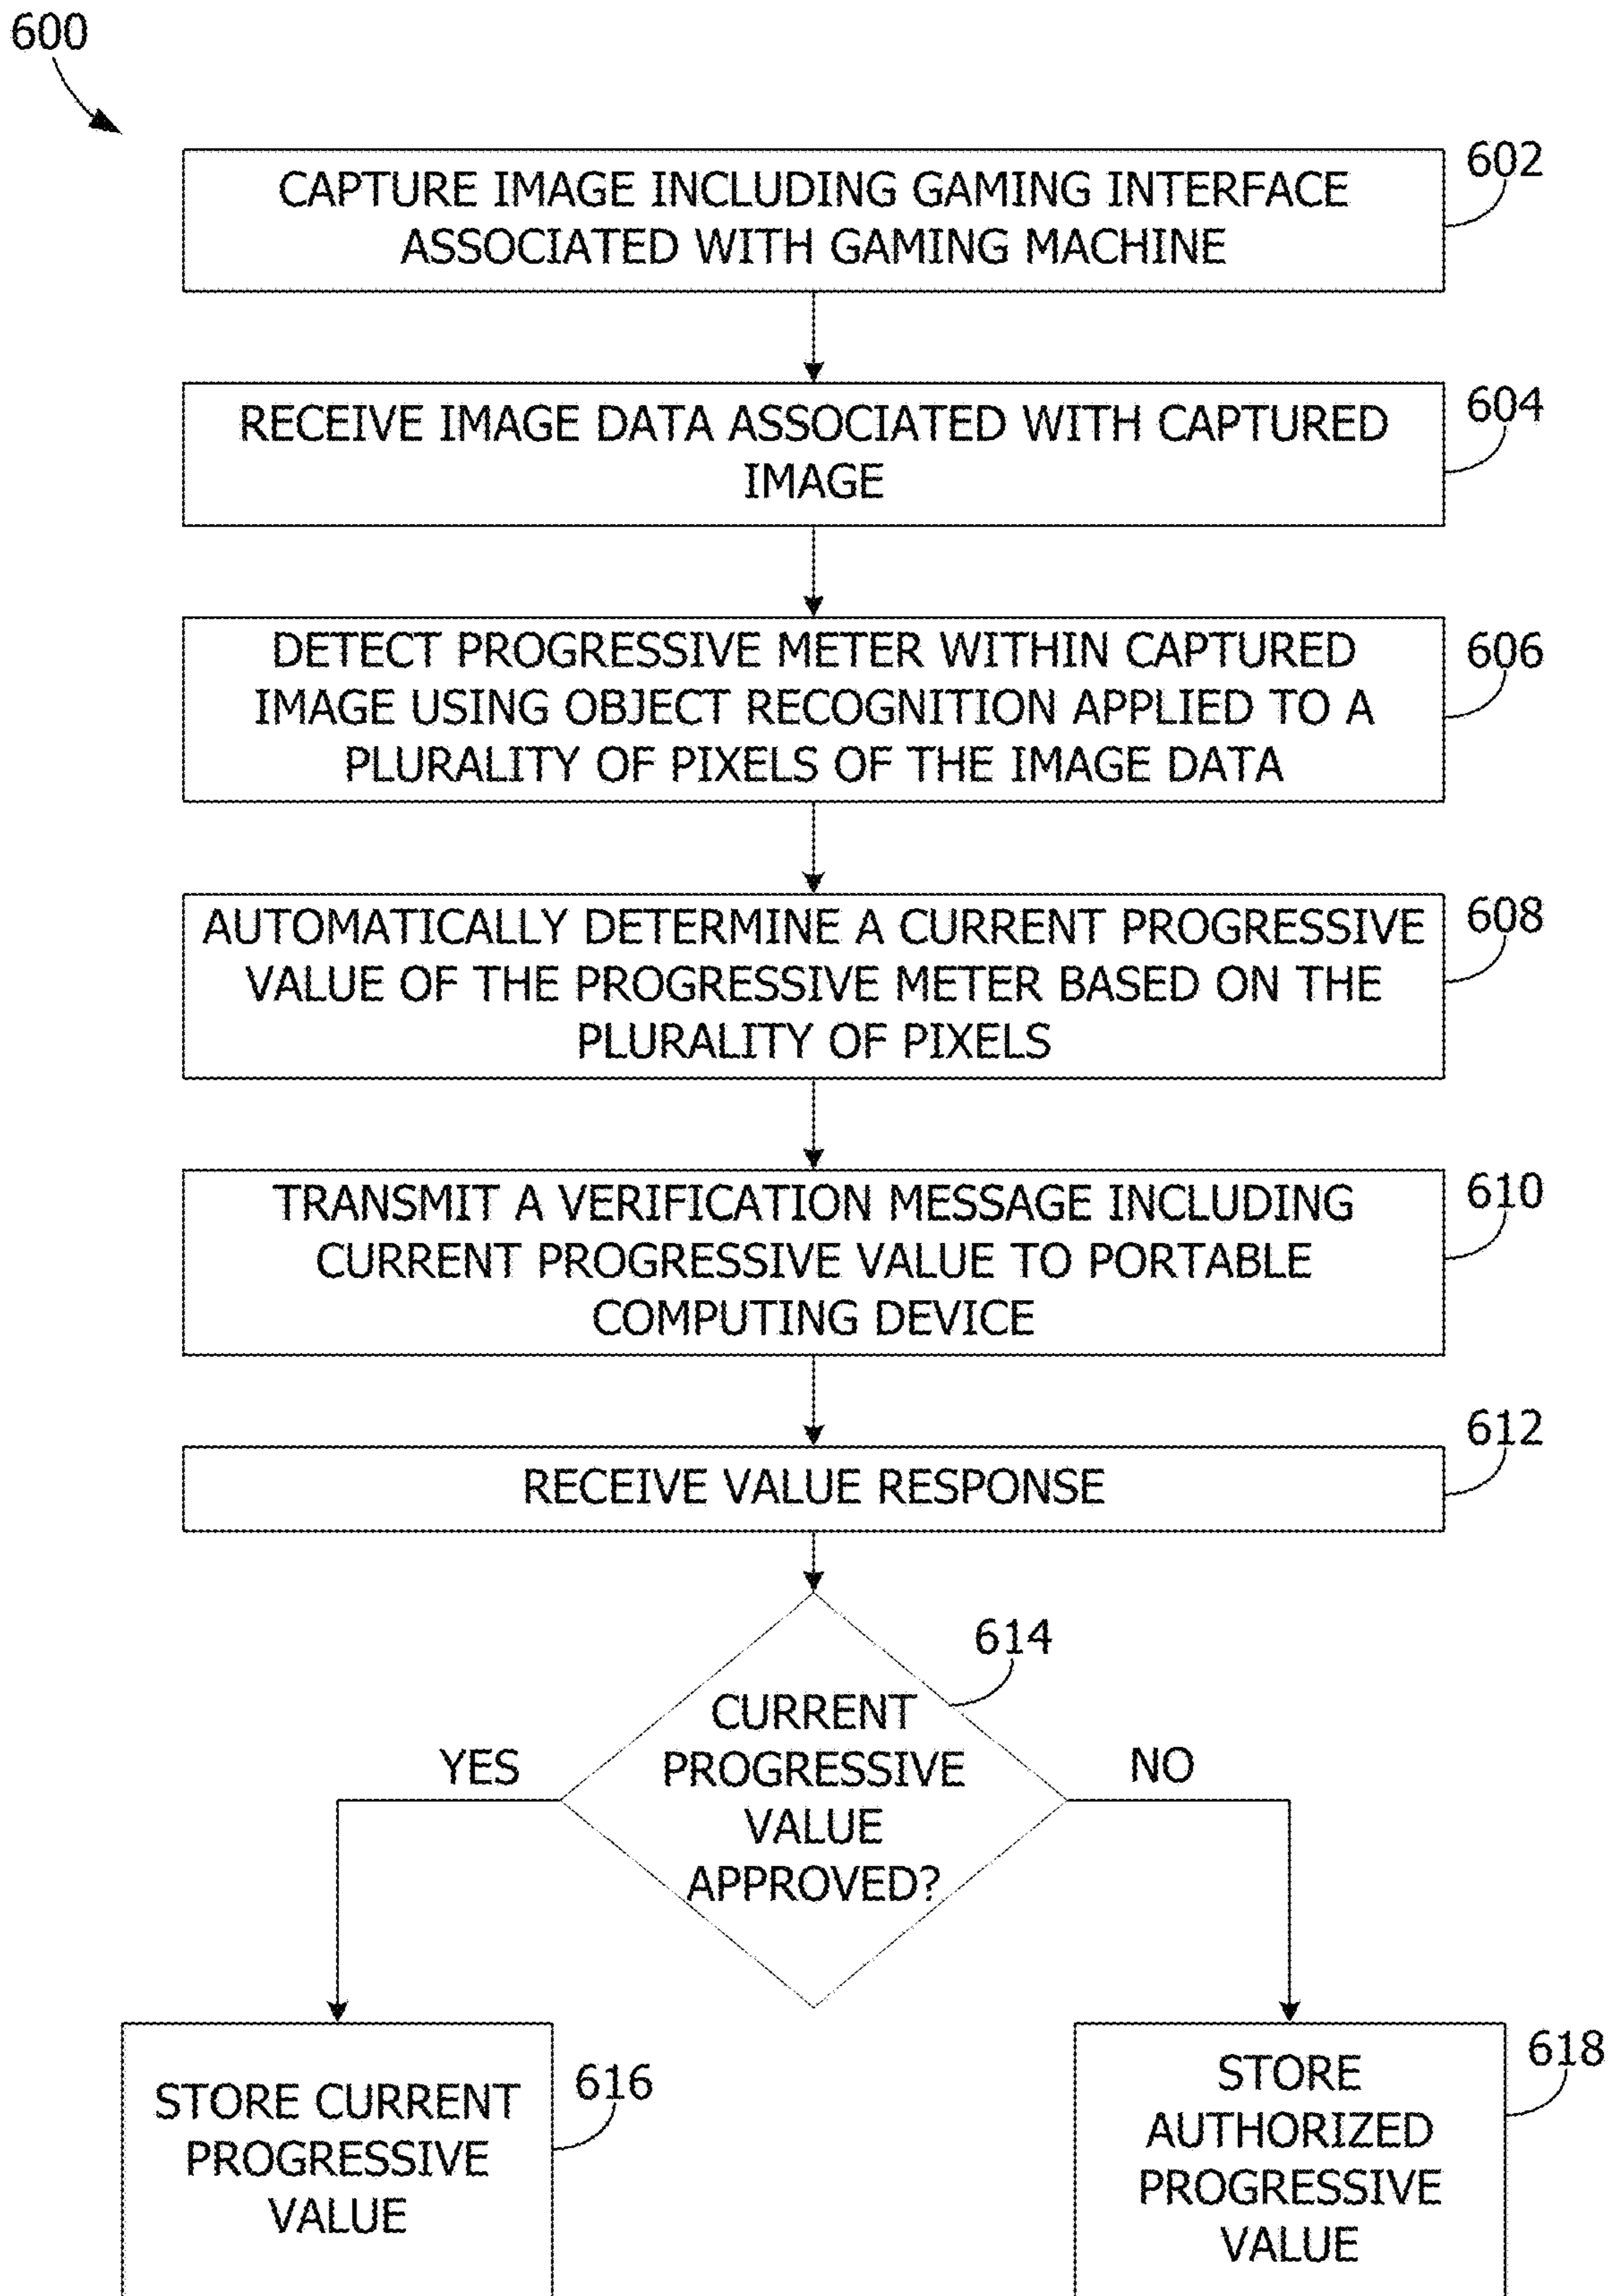 600
602
CAPTURE IMAGE INCLUDING GAMING INTERFACE
ASSOCIATED WITH GAMING MACHINE
604
RECEIVE IMAGE DATA ASSOCIATED WITH CAPTURED
IMAGE
606
DETECT PROGRESSIVE METER WITHIN CAPTURED
IMAGE USING OBJECT RECOGNITION APPLIED TO A
PLURALITY OF PIXELS OF THE IMAGE DATA
608
AUTOMATICALLY DETERMINE A CURRENT PROGRESSIVE
VALUE OF THE PROGRESSIVE METER BASED ON THE
PLURALITY OF PIXELS
610
TRANSMIT A VERIFICATION MESSAGE INCLUDING
CURRENT PROGRESSIVE VALUE TO PORTABLE
COMPUTING DEVICE
612
RECEIVE VALUE RESPONSE
614
CURRENT
PROGRESSIVE
VALUE
APPROVED?
YES
NO
616
STORE CURRENT
PROGRESSIVE
VALUE
618
STORE
AUTHORIZED
PROGRESSIVE
VALUE